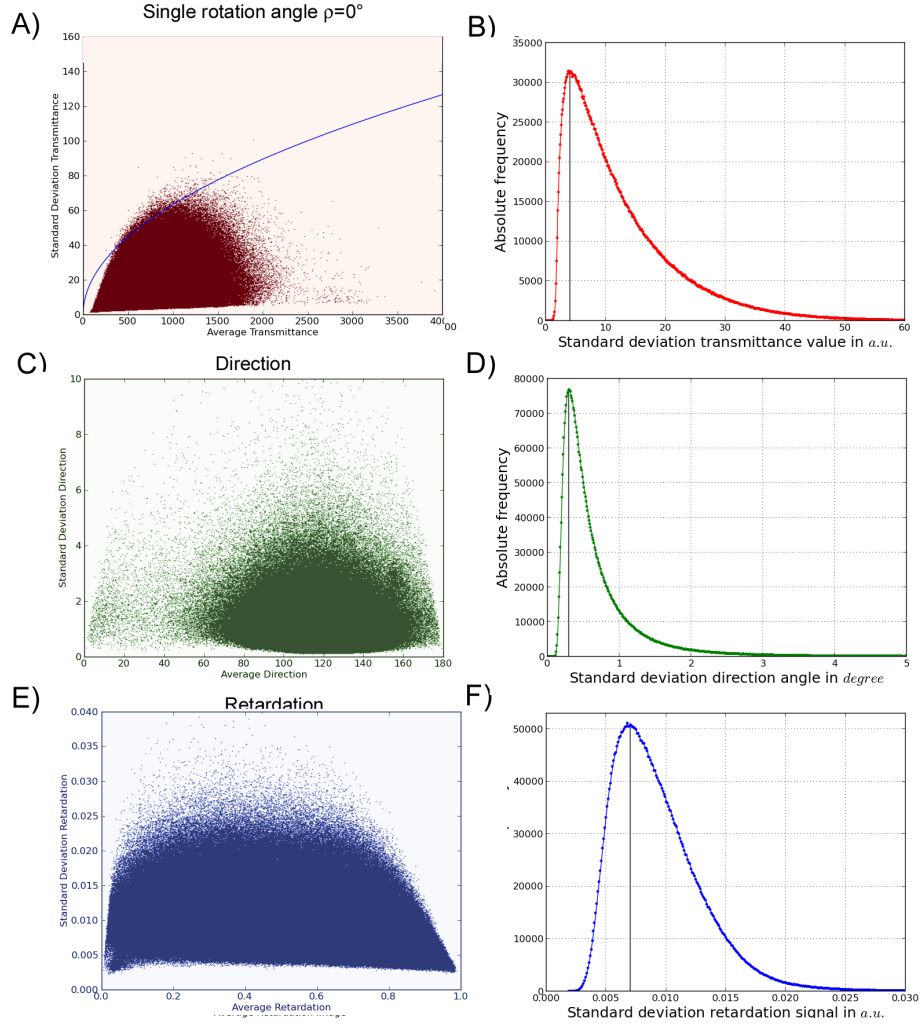 Single rotation angle ρ=0°
A)
160
140
120
100
80
60
40
20
0
Standard Deviation Transmittance
0 500 1000 1500 2000 2500 3000 3500 4000
Average Transmittance
B)
35000
30000
25000
20000
15000
10000
5000
0
Absolute frequency
0 10 20 30 40 50 60
Standard deviation transmittance value in a.u.
C)
Direction
10
8
6
4
2
0
Standard Deviation Direction
0 20 40 60 80 100 120 140 160 180
Average Direction
D)
80000
70000
60000
50000
40000
30000
20000
10000
0
Absolute frequency
0 1 2 3 4 5
Standard deviation direction angle in degree
E)
Retardation
0.040
0.035
0.030
0.025
0.020
0.015
0.010
0.005
0.000
Standard Deviation Retardation
0.0 0.2 0.4 0.6 0.8 1.0
Average Retardation
F)
50000
40000
30000
20000
10000
0
0.000 0.005 0.010 0.015 0.020 0.025 0.030
Standard deviation retardation signal in a.u.